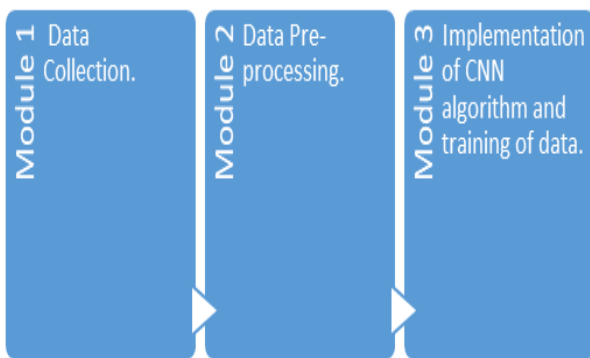 Module 1
Data
Collection.
Module 2
Data Pre-
processing.
Module 3
Implementation
of CNN
algorithm and
training of data.